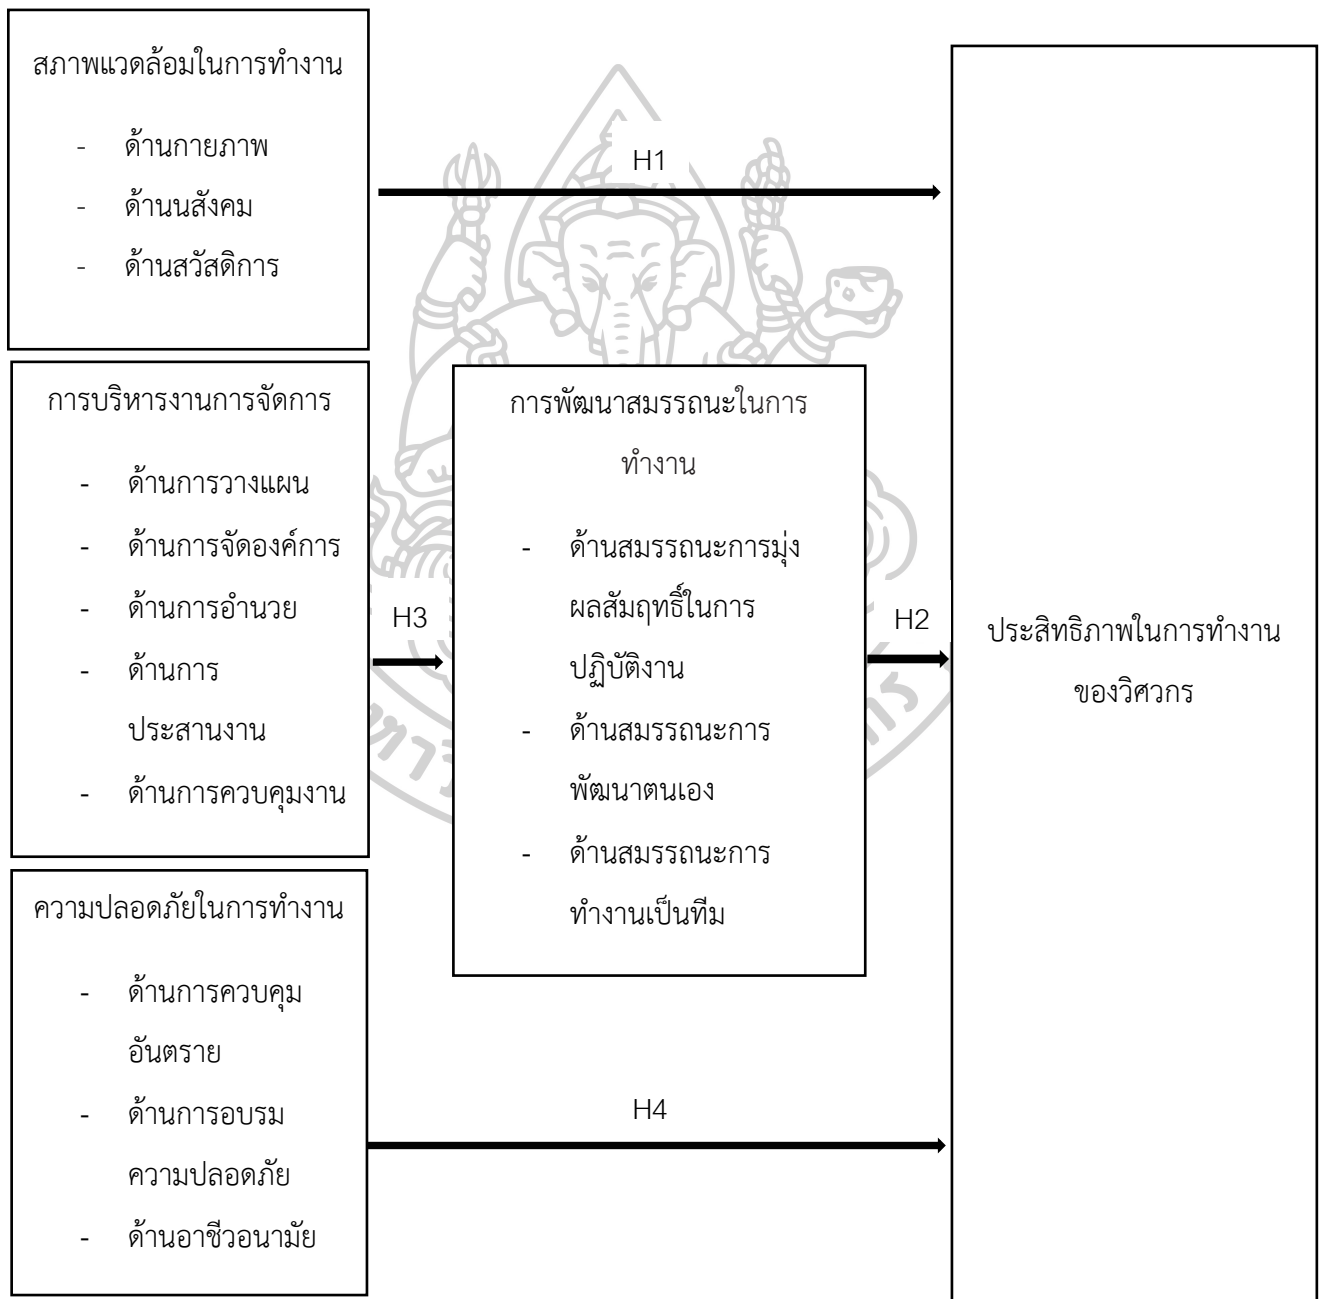 สภาพแวดล้อมในการทำงาน
- ด้านกายภาพ
- ด้านนสังคม
- ด้านสวัสดิการ
H1
การบริหารงานการจัดการ
- ด้านการวางแผน
- ด้านการจัดองค์การ
- ด้านการอำนวย
- ด้านการ
ประสานงาน
- ด้านการควบคุมงาน
H3
การพัฒนาสมรรถนะในการ
ทำงาน
- ด้านสมรรถนะการมุ่ง
ผลสัมฤทธิ์ในการ
ปฏิบัติงาน
- ด้านสมรรถนะการ
พัฒนาตนเอง
- ด้านสมรรถนะการ
ทำงานเป็นทีม
H2
ประสิทธิภาพในการทำงาน
ของวิศวกร
ความปลอดภัยในการทำงาน
- ด้านการควบคุม
อันตราย
- ด้านการอบรม
ความปลอดภัย
- ด้านอาชีวอนามัย
H4